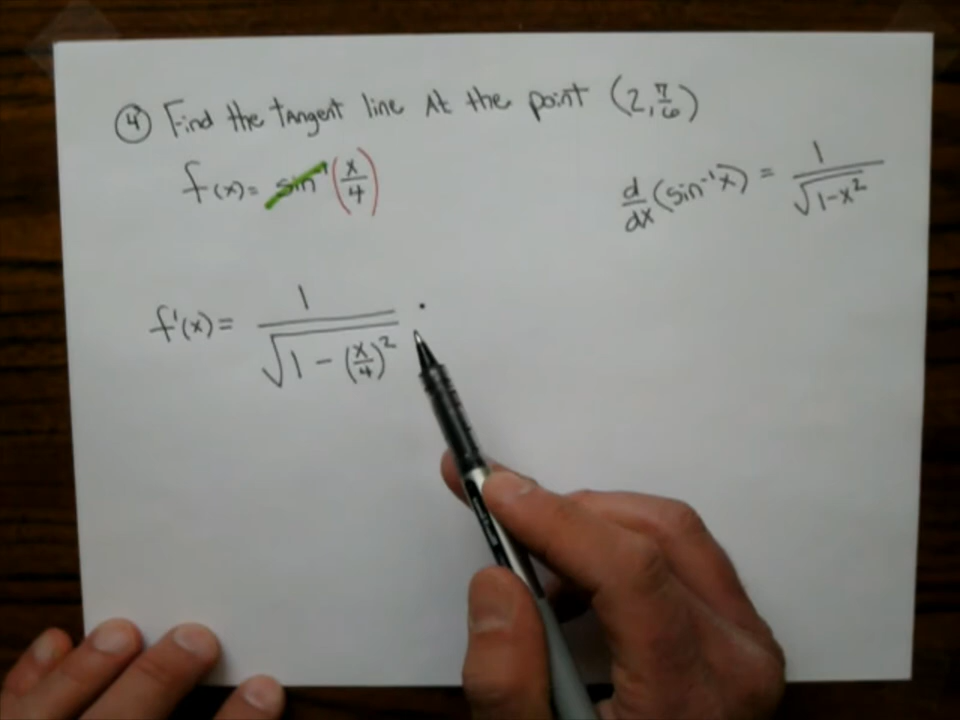 ④ Find the tangent line At the point (2, π/6)
f(x) = sin⁻¹(x/4)
d/dx (sin⁻¹x) = 1/√(1-x²)
f'(x) = 1/√(1 - (x/4)²) ·